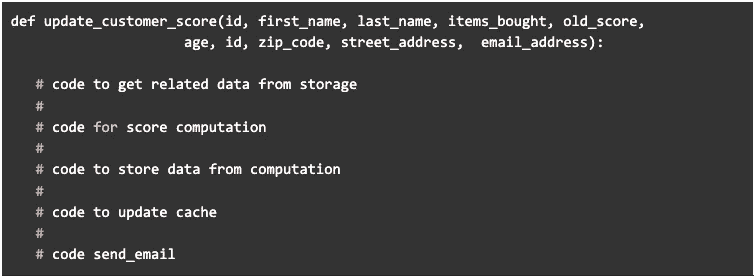 def update_customer_score(id, first_name, last_name, items_bought, old_score,
age, id, zip_code, street_address,  email_address):
# code to get related data from storage
#
# code for score computation
#
# code to store data from computation
#
# code to update cache
#
# code send_email